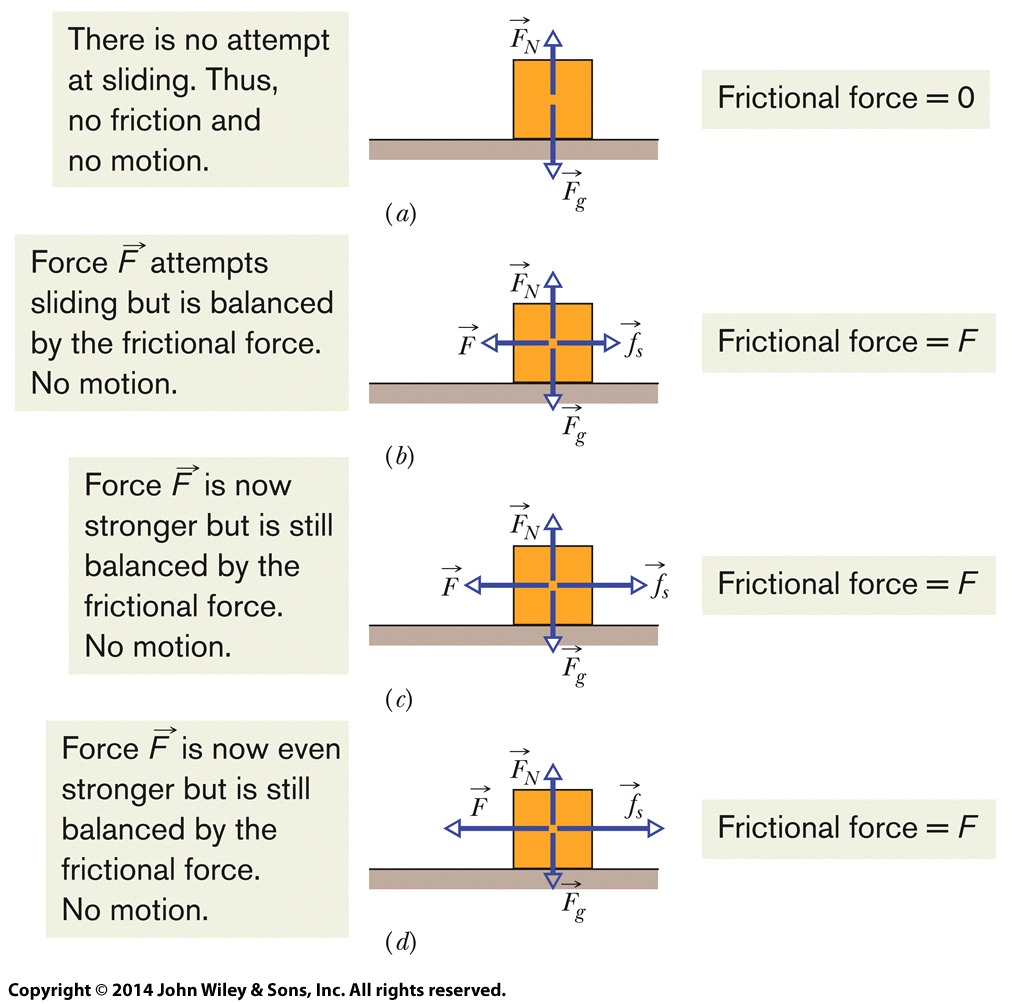 There is no attempt
at sliding. Thus,
no friction and
no motion.
F_N
F_g
Frictional force = 0
(a)
Force F attempts
sliding but is balanced
by the frictional force.
No motion.
F_N
F
f_s
F_g
Frictional force = F
(b)
Force F is now
stronger but is still
balanced by the
frictional force.
No motion.
F_N
F
f_s
F_g
Frictional force = F
(c)
Force F is now even
stronger but is still
balanced by the
frictional force.
No motion.
F_N
F
f_s
F_g
Frictional force = F
(d)
Copyright © 2014 John Wiley & Sons, Inc. All rights reserved.